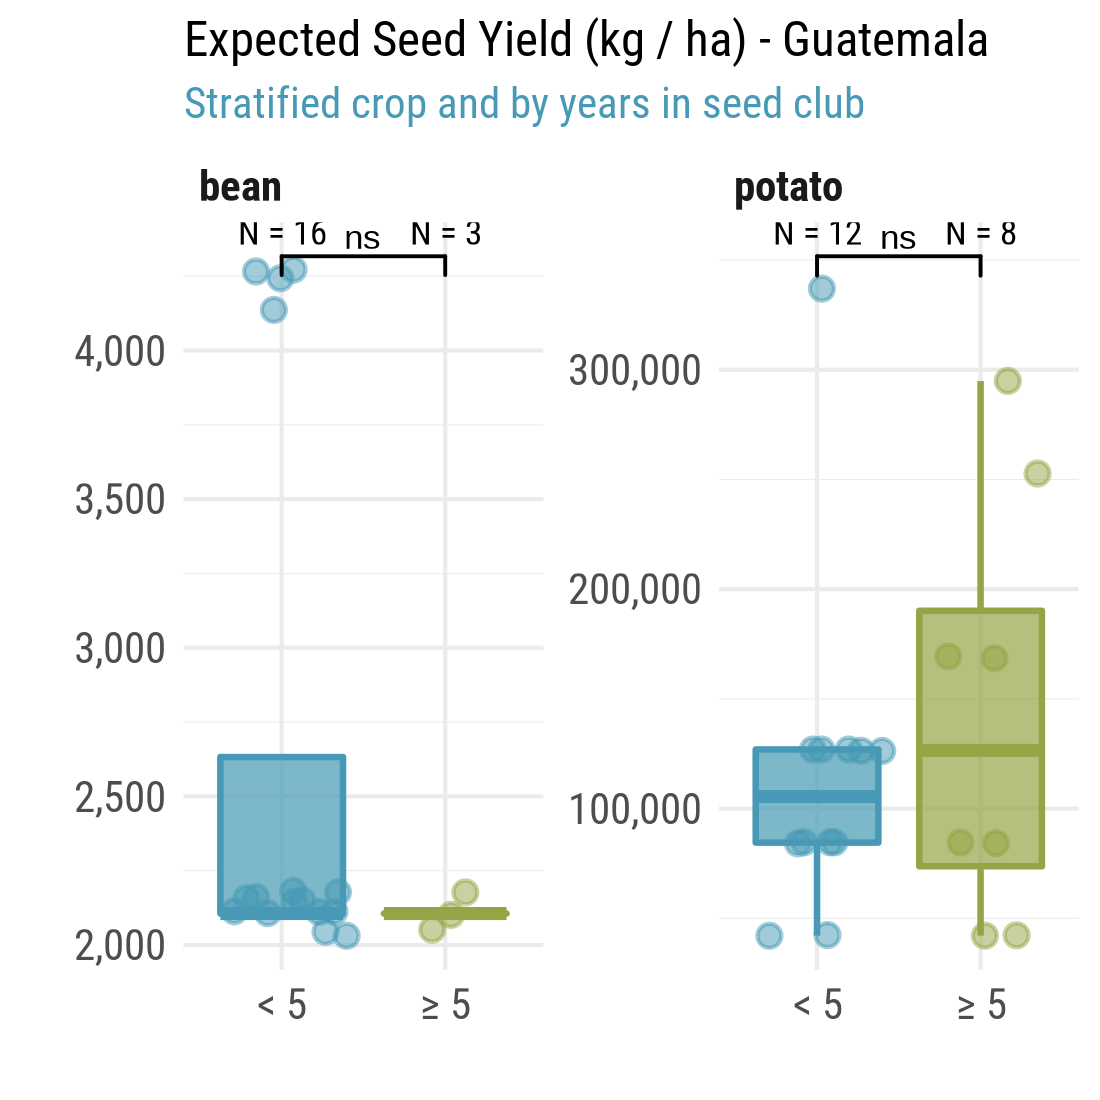 Expected Seed Yield (kg / ha) - Guatemala
Stratified crop and by years in seed club
bean
N = 16 ns N = 3
4,000
3,500
3,000
2,500
2,000
< 5 ≥ 5
potato
N = 12 ns N = 8
300,000
200,000
100,000
< 5 ≥ 5